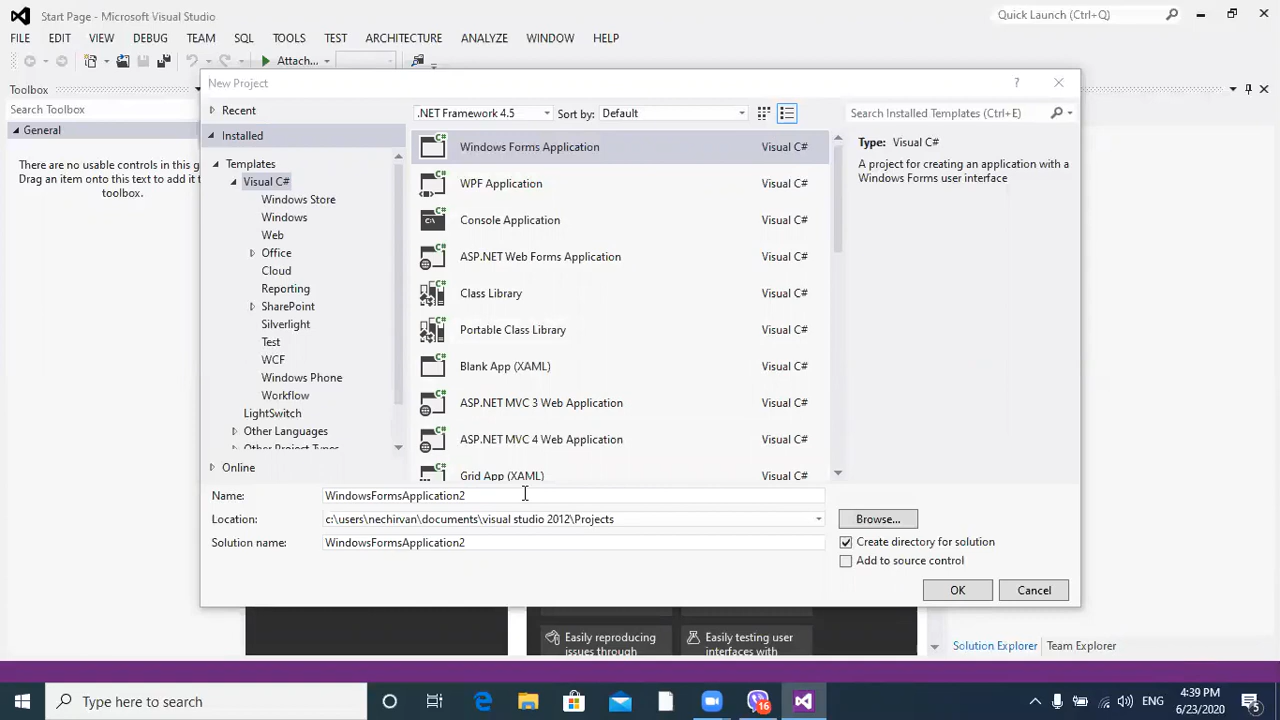 Start Page - Microsoft Visual Studio
Quick Launch (Ctrl+Q)
FILE EDIT VIEW DEBUG TEAM SQL TOOLS TEST ARCHITECTURE ANALYZE WINDOW HELP
Attach...
Toolbox
Search Toolbox
General
There are no usable controls in this g
Drag an item onto this text to add it t
toolbox.
New Project
?
Recent
Installed
Templates
Visual C#
Windows Store
Windows
Web
Office
Cloud
Reporting
SharePoint
Silverlight
Test
WCF
Windows Phone
Workflow
LightSwitch
Other Languages
Other Project Types
Online
.NET Framework 4.5
Sort by: Default
Search Installed Templates (Ctrl+E)
Windows Forms Application Visual C#
WPF Application Visual C#
Console Application Visual C#
ASP.NET Web Forms Application Visual C#
Class Library Visual C#
Portable Class Library Visual C#
Blank App (XAML) Visual C#
ASP.NET MVC 3 Web Application Visual C#
ASP.NET MVC 4 Web Application Visual C#
Grid App (XAML) Visual C#
Type: Visual C#
A project for creating an application with a
Windows Forms user interface
Name: WindowsFormsApplication2
Location: c:\users\nechirvan\documents\visual studio 2012\Projects
Browse...
Solution name: WindowsFormsApplication2
Create directory for solution
Add to source control
OK Cancel
Easily reproducing
issues through
Easily testing user
interfaces with
Solution Explorer Team Explorer
Type here to search
16
ENG
4:39 PM
6/23/2020
5